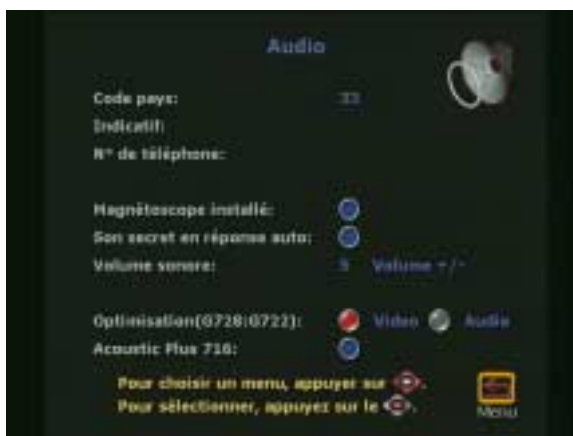 Audio
Code pays: 33
Indicatif:
N° de téléphone:
Magnétoscope installé:
Son secret en réponse auto:
Volume sonore: 5 Volume +/-
Optimisation(G728:G722): Video Audio
Acoustic Plus 716:
Pour choisir un menu, appuyer sur .
Pour sélectionner, appuyez sur le .
Menu